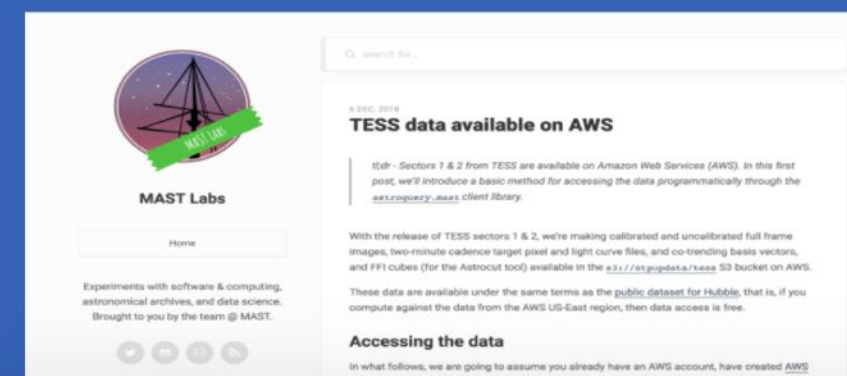 MAST LABS
MAST Labs
Home
Experiments with software & computing,
astronomical archives, and data science.
Brought to you by the team @ MAST.
search for..
6 DEC, 2018
TESS data available on AWS
tl;dr - Sectors 1 & 2 from TESS are available on Amazon Web Services (AWS). In this first
post, we'll introduce a basic method for accessing the data programmatically through the
astroquery.mast client library.
With the release of TESS sectors 1 & 2, we're making calibrated and uncalibrated full frame
images, two-minute cadence target pixel and light curve files, and co-trending basis vectors,
and FFI cubes (for the Astrocut tool) available in the s3://stpupdata/tess S3 bucket on AWS.
These data are available under the same terms as the public dataset for Hubble, that is, if you
compute against the data from the AWS US-East region, then data access is free.
Accessing the data
In what follows, we are going to assume you already have an AWS account, have created AWS